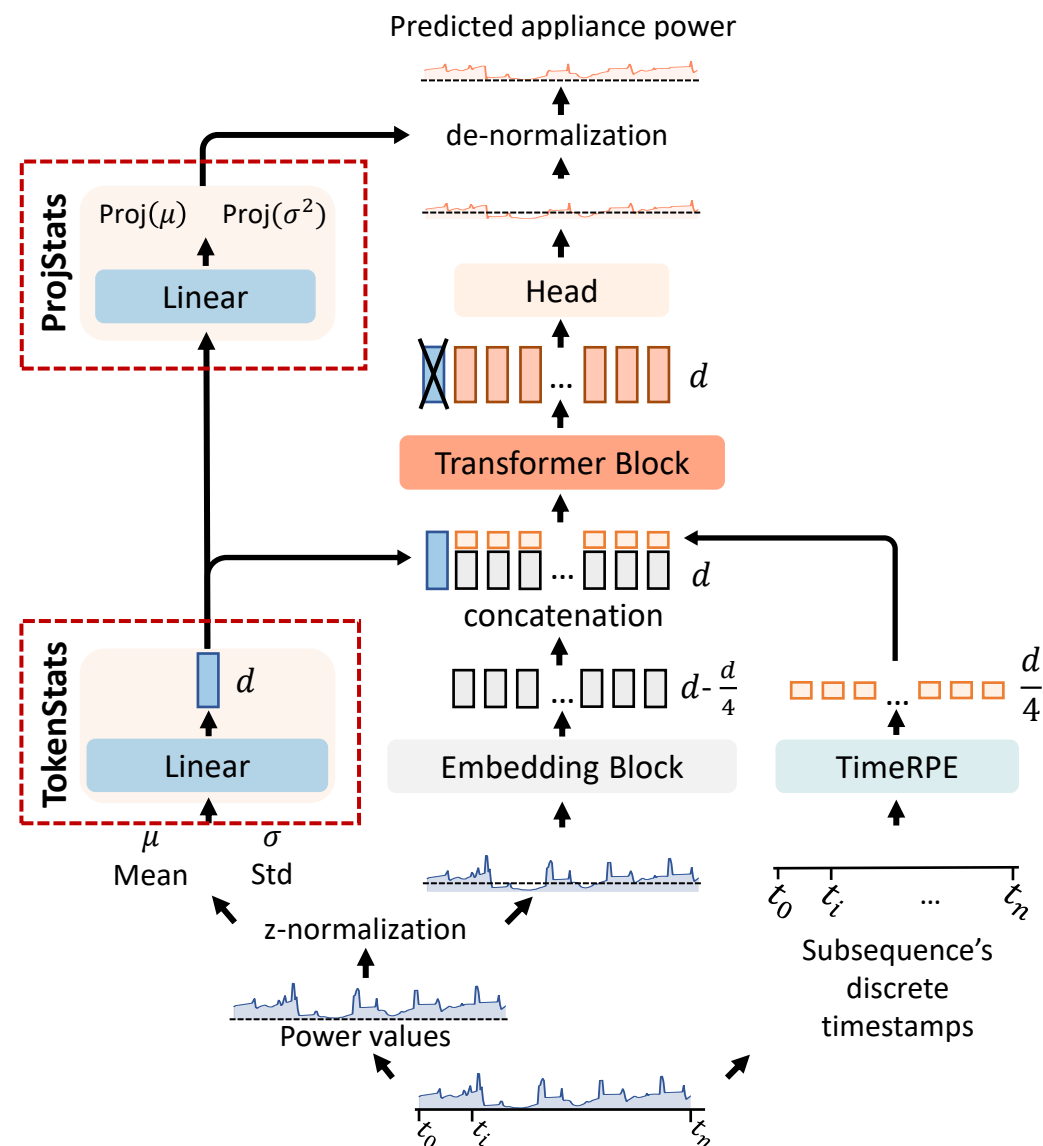 Predicted appliance power
de-normalization
ProjStats
Proj(μ) Proj(σ²)
Linear
Head
... d
Transformer Block
... d
concatenation
TokenStats
d
Linear
... d - d/4
Embedding Block
... d/4
TimeRPE
μ σ
Mean Std
z-normalization
t₀ tᵢ ... tₙ
Subsequence's
discrete
timestamps
Power values
t₀ tᵢ tₙ